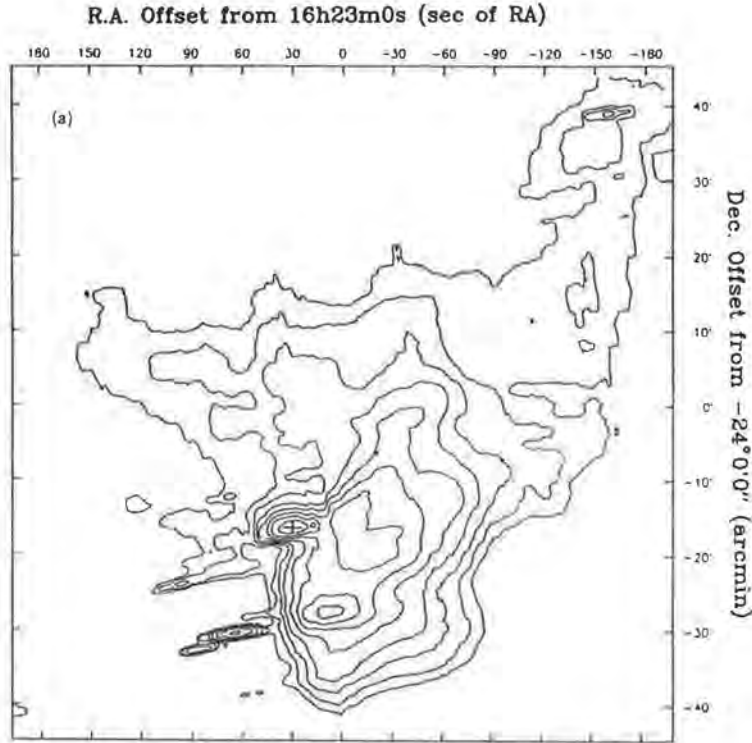 R.A. Offset from 16h23m0s (sec of RA)
180 150 120 90 60 30 0 -30 -60 -90 -120 -150 -180
(a)
40'
30'
20'
10'
0'
-10'
-20'
-30'
-40'
Dec. Offset from -24°0'0" (arcmin)